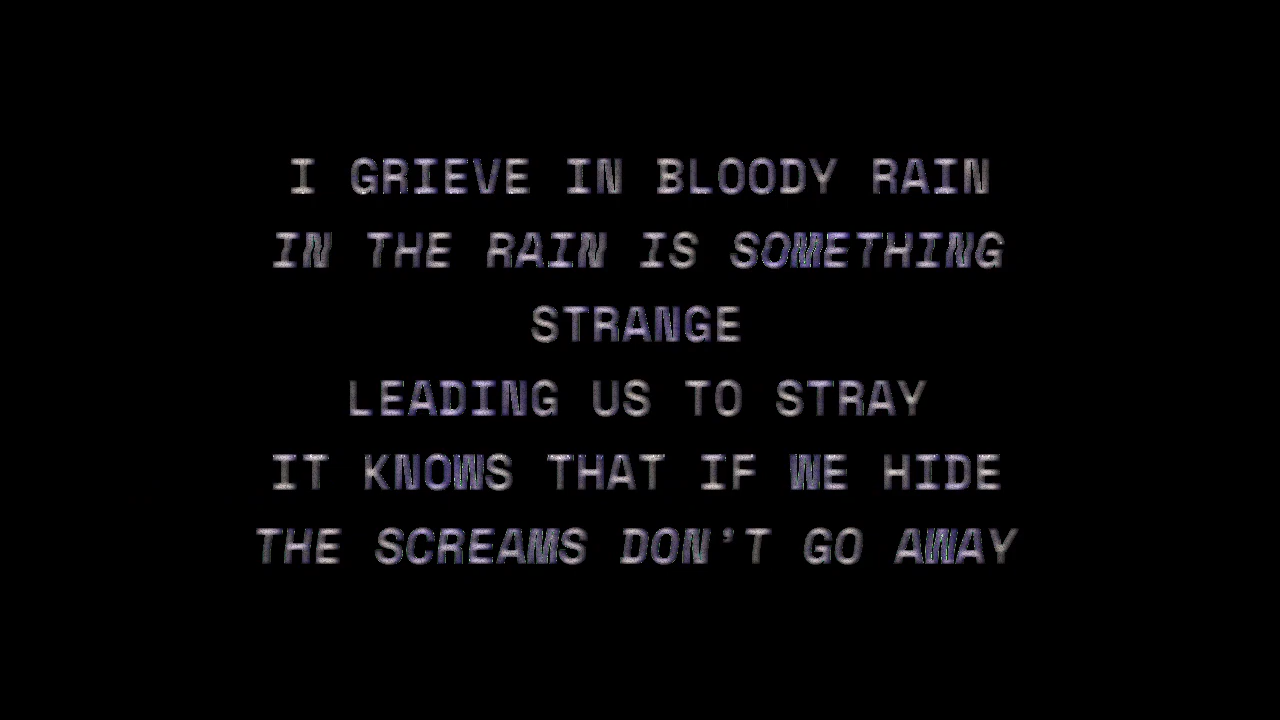 I GRIEVE IN BLOODY RAIN
IN THE RAIN IS SOMETHING
STRANGE
LEADING US TO STRAY
IT KNOWS THAT IF WE HIDE
THE SCREAMS DON’T GO AWAY